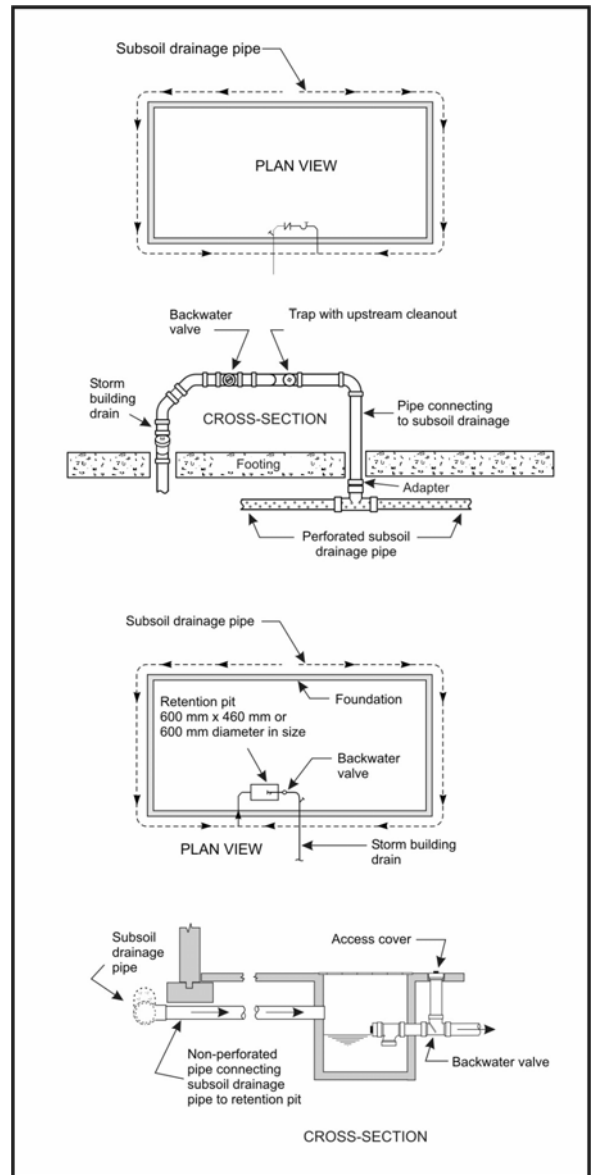 Subsoil drainage pipe
PLAN VIEW
Backwater
valve
Trap with upstream cleanout
Storm
building
drain
CROSS-SECTION
Pipe connecting
to subsoil drainage
Footing
Adapter
Perforated subsoil
drainage pipe
Subsoil drainage pipe
Foundation
Retention pit
600 mm x 460 mm or
600 mm diameter in size
Backwater
valve
PLAN VIEW
Storm building
drain
Subsoil
drainage
pipe
Access cover
Non-perforated
pipe connecting
subsoil drainage
pipe to retention pit
Backwater valve
CROSS-SECTION